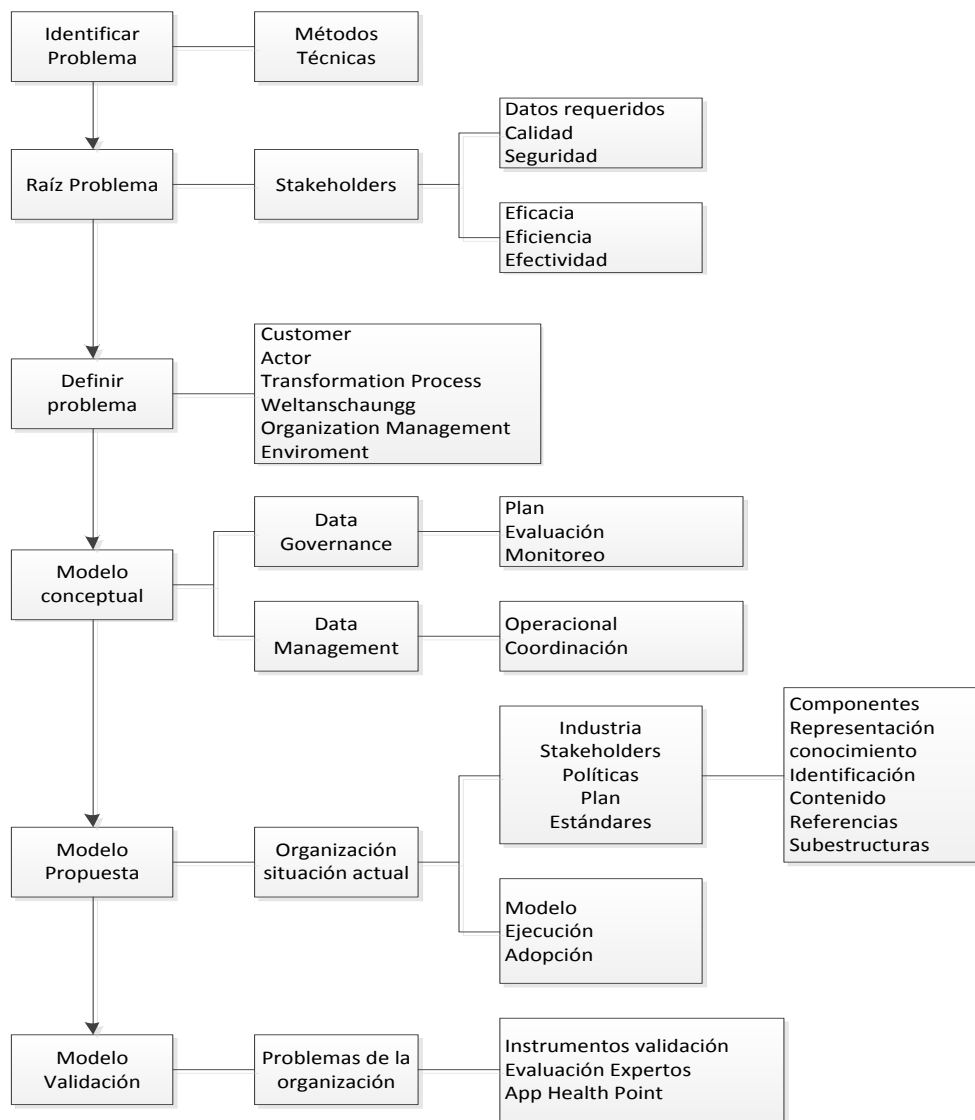 Identificar
Problema
Métodos
Técnicas
Datos requeridos
Calidad
Seguridad
Raíz Problema
Stakeholders
Eficacia
Eficiencia
Efectividad
Definir
problema
Customer
Actor
Transformation Process
Weltanschaungg
Organization Management
Enviroment
Modelo
conceptual
Data
Governance
Plan
Evaluación
Monitoreo
Data
Management
Operacional
Coordinación
Modelo
Propuesta
Organización
situación actual
Industria
Stakeholders
Políticas
Plan
Estándares
Componentes
Representación
conocimiento
Identificación
Contenido
Referencias
Subestructuras
Modelo
Ejecución
Adopción
Modelo
Validación
Problemas de la
organización
Instrumentos validación
Evaluación Expertos
App Health Point